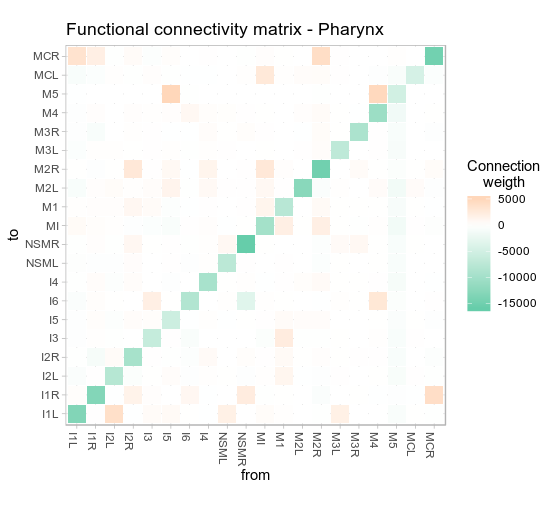 Functional connectivity matrix - Pharynx
MCR
MCL
M5
M4
M3R
M3L
M2R
M2L
M1
MI
NSMR
NSML
I4
I6
I5
I3
I2R
I2L
I1R
I1L
to
I1L
I1R
I2L
I2R
I3
I5
I6
I4
NSML
NSMR
MI
M1
M2L
M2R
M3L
M3R
M4
M5
MCL
MCR
from
Connection
weigth
5000
0
-5000
-10000
-15000